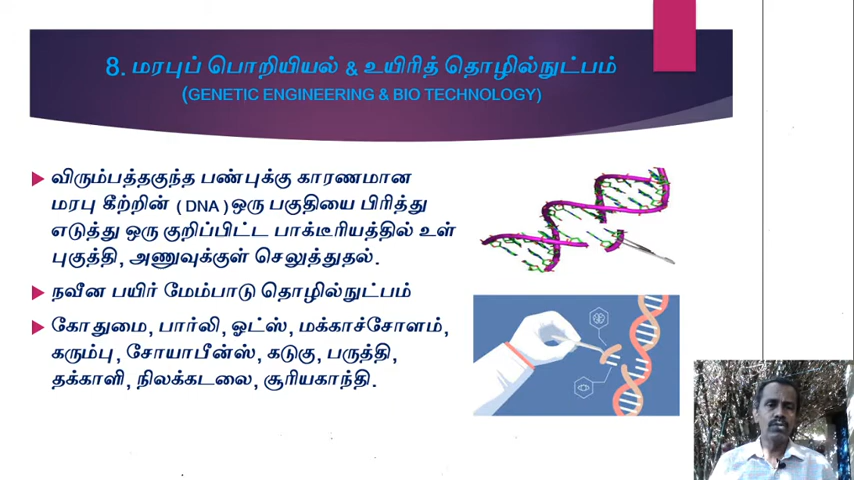 8. மரபுப் பொறியியல் & உயிரித் தொழில்நுட்பம்
(GENETIC ENGINEERING & BIO TECHNOLOGY)
விரும்பத்தகுந்த பண்புக்கு காரணமான
மரபு கீற்றின் ( DNA ) ஒரு பகுதியை பிரித்து
எடுத்து ஒரு குறிப்பிட்ட பாக்டீரியத்தில் உள்
புகுத்தி, அணுவுக்குள் செலுத்துதல்.
நவீன பயிர் மேம்பாடு தொழில்நுட்பம்
கோதுமை, பார்லி, ஓட்ஸ், மக்காச்சோளம்,
கரும்பு, சோயாபீன்ஸ், கடுகு, பருத்தி,
தக்காளி, நிலக்கடலை, சூரியகாந்தி.